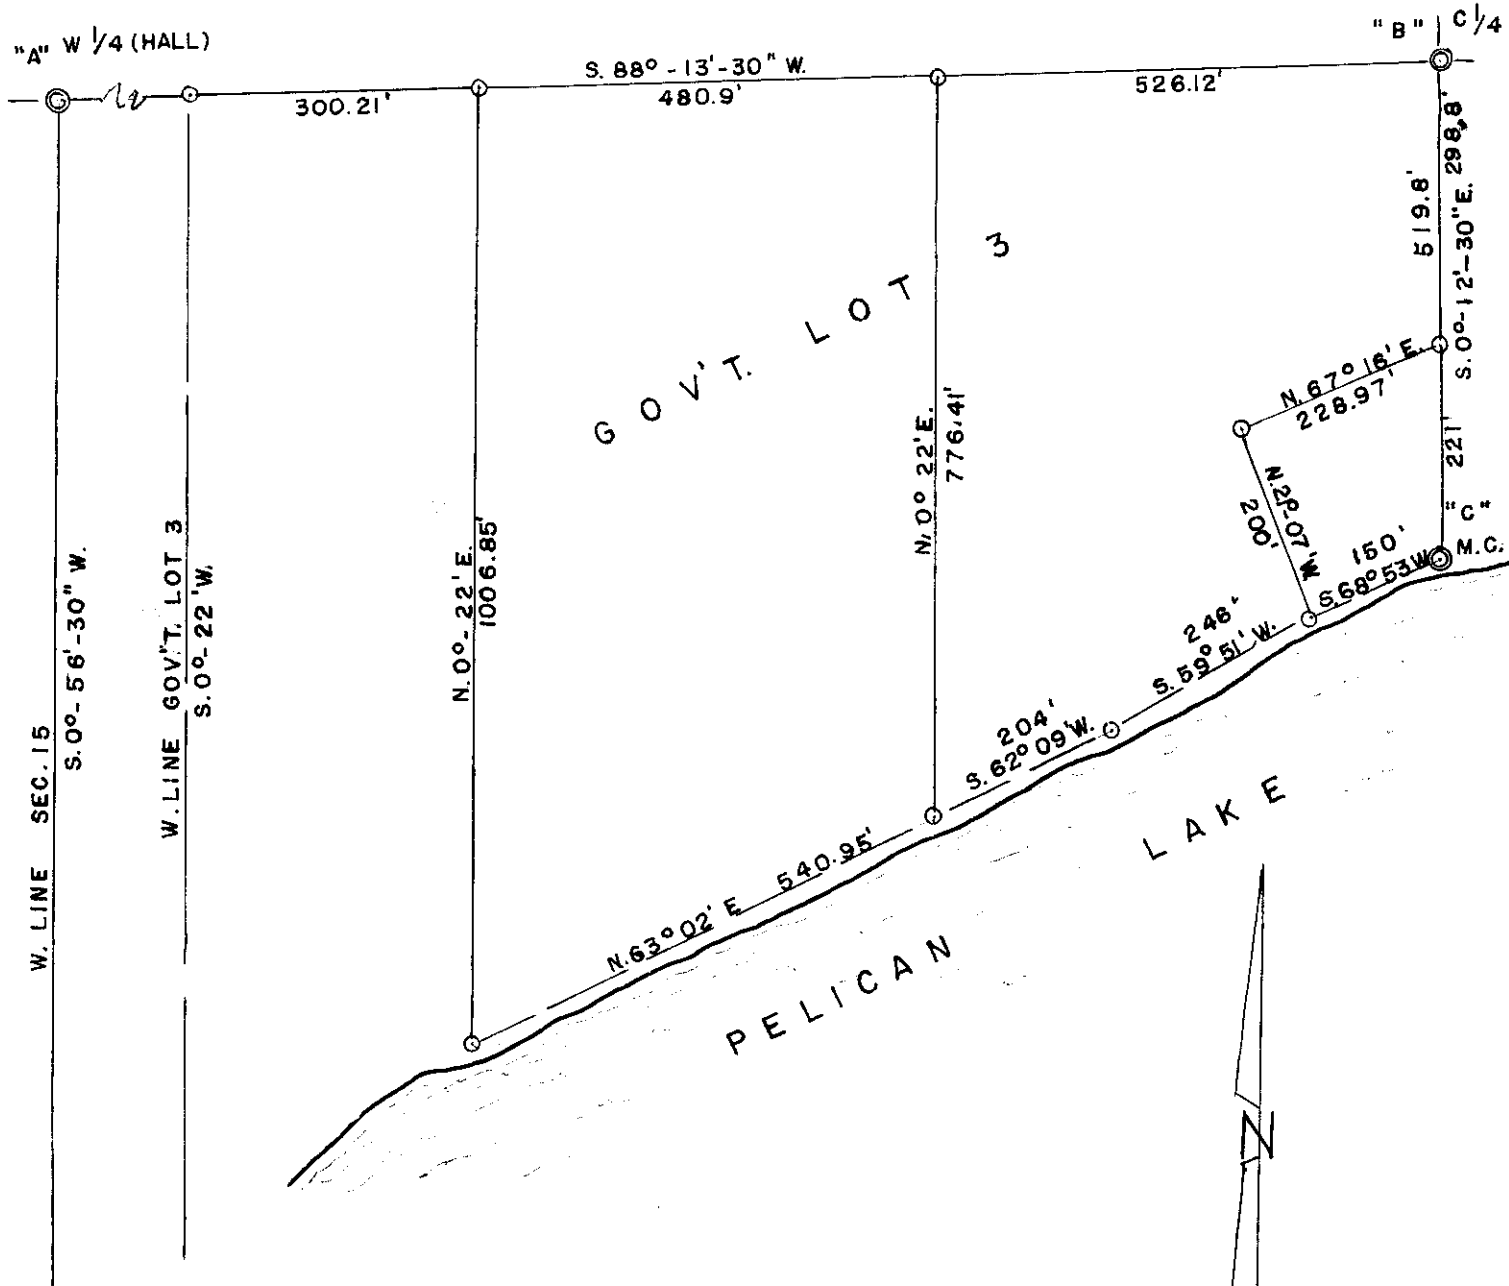 "A" W 1/4 (HALL)
"B" C 1/4
S. 88° - 13'-30" W.
300.21'
480.9'
526.12'
519.8'
S. 0°-12'-30"E. 298.8'
GOV'T. LOT 3
N. 67° 16' E.
228.97'
221'
N. 0° 22' E.
776.41'
N. 21°-07' W.
200'
"C"
M.C.
150'
S. 68° 53' W.
N. 0°- 22' E.
1006.85'
W. LINE GOV'T. LOT 3
S. 0°-22' W.
W. LINE SEC. 15
S. 0°- 56'-30" W.
246'
S. 59° 51' W.
204'
S. 62° 09' W.
N. 63° 02' E. 540.95'
PELICAN LAKE
N